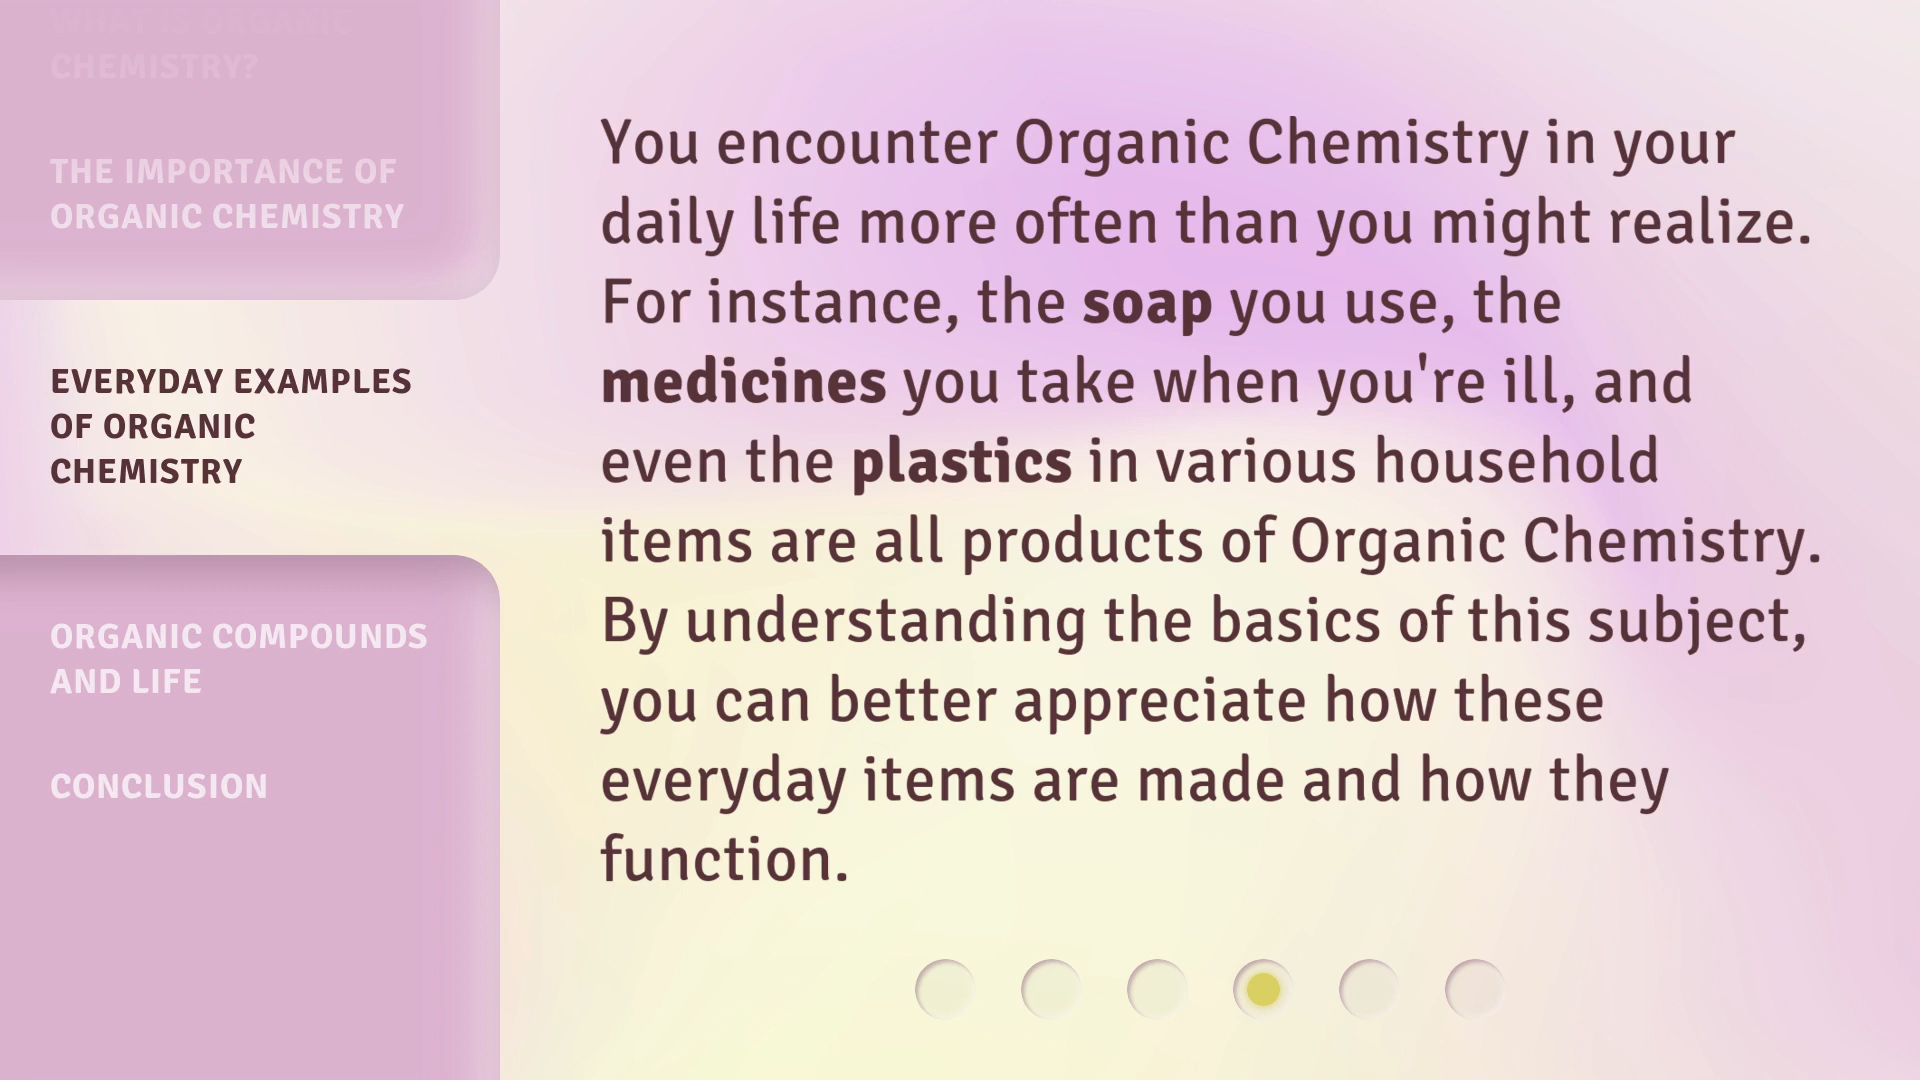 WHAT IS ORGANIC
CHEMISTRY?
THE IMPORTANCE OF
ORGANIC CHEMISTRY
EVERYDAY EXAMPLES
OF ORGANIC
CHEMISTRY
ORGANIC COMPOUNDS
AND LIFE
CONCLUSION
You encounter Organic Chemistry in your
daily life more often than you might realize.
For instance, the soap you use, the
medicines you take when you're ill, and
even the plastics in various household
items are all products of Organic Chemistry.
By understanding the basics of this subject,
you can better appreciate how these
everyday items are made and how they
function.